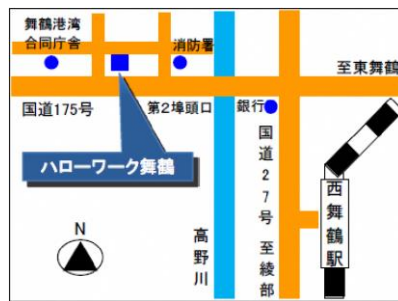 舞鶴港湾
合同庁舎
消防署
至東舞鶴
国道175号
第2埠頭口
銀行
ハローワーク舞鶴
国道27号 至綾部
西舞鶴駅
高野川
N